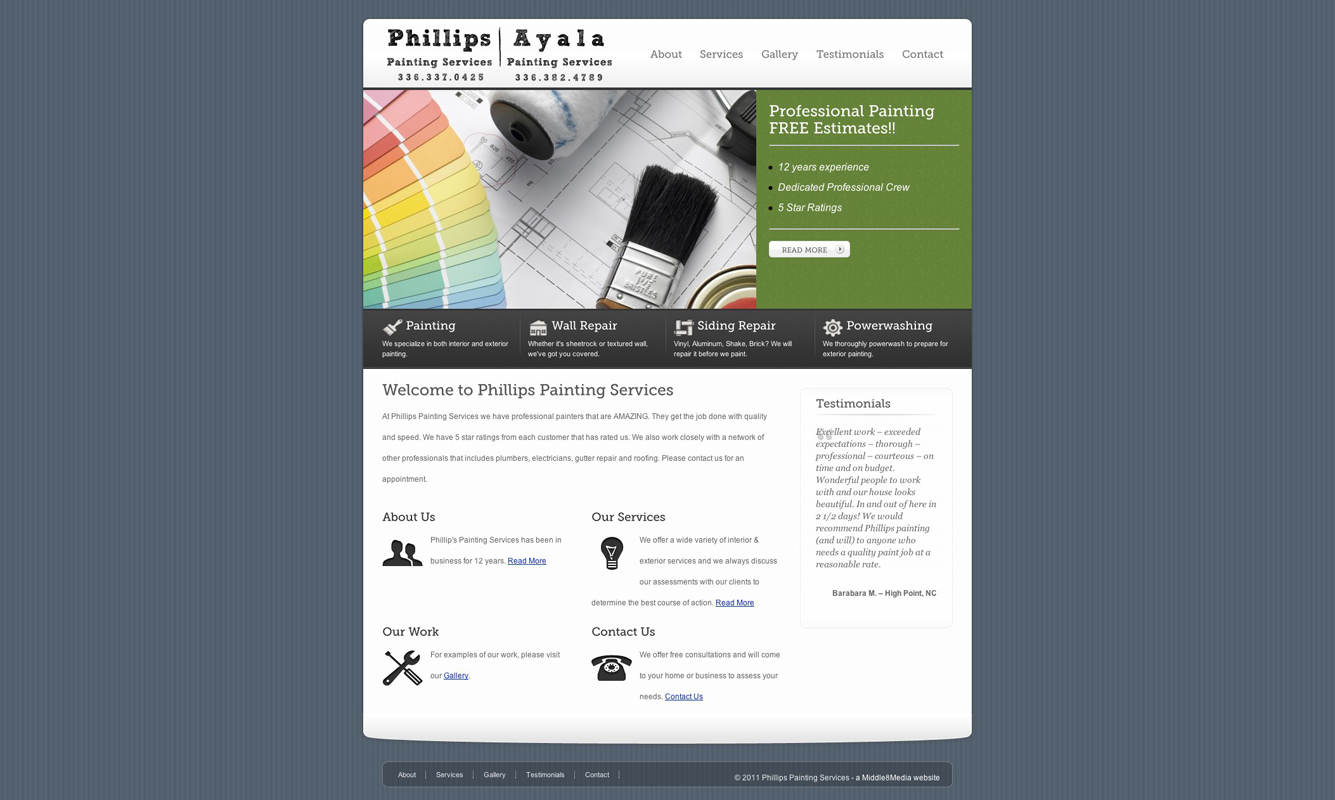 Phillips | Ayala
Painting Services Painting Services
336.337.0425 336.382.4789
About Services Gallery Testimonials Contact
Professional Painting
FREE Estimates!!
12 years experience
Dedicated Professional Crew
5 Star Ratings
READ MORE
PURE
BRISTLES
Painting
We specialize in both interior and exterior
painting.
Wall Repair
Whether it's sheetrock or textured wall,
we've got you covered.
Siding Repair
Vinyl, Aluminum, Shake, Brick? We will
repair it before we paint.
Powerwashing
We thoroughly powerwash to prepare for
exterior painting.
Welcome to Phillips Painting Services
At Phillips Painting Services we have professional painters that are AMAZING. They get the job done with quality
and speed. We have 5 star ratings from each customer that has rated us. We also work closely with a network of
other professionals that includes plumbers, electricians, gutter repair and roofing. Please contact us for an
appointment.
About Us
Phillip's Painting Services has been in
business for 12 years. Read More
Our Services
We offer a wide variety of interior &
exterior services and we always discuss
our assessments with our clients to
determine the best course of action. Read More
Our Work
For examples of our work, please visit
our Gallery.
Contact Us
We offer free consultations and will come
to your home or business to assess your
needs. Contact Us
Testimonials
Excellent work – exceeded
expectations – thorough –
professional – courteous – on
time and on budget.
Wonderful people to work
with and our house looks
beautiful. In and out of here in
2 1/2 days! We would
recommend Phillips painting
(and will) to anyone who
needs a quality paint job at a
reasonable rate.
Barabara M. – High Point, NC
About Services Gallery Testimonials Contact
© 2011 Phillips Painting Services - a Middle8Media website